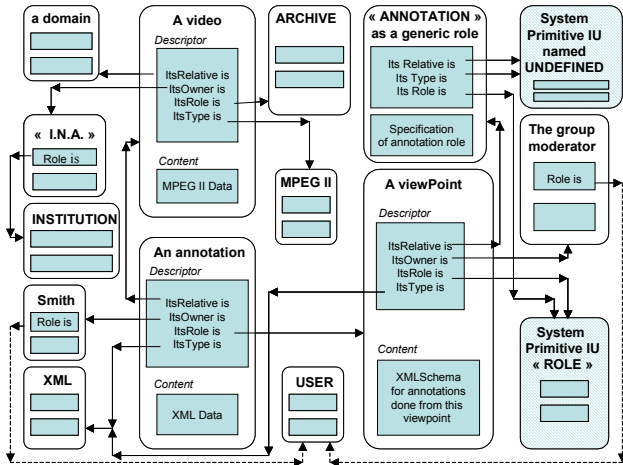 a domain
A video
Descriptor
ItsRelative is
ItsOwner is
ItsRole is
ItsType is
Content
MPEG II Data
ARCHIVE
« ANNOTATION »
as a generic role
Its Relative is
Its Type is
Its Role is
Specification
of annotation role
System
Primitive IU
named
UNDEFINED
« I.N.A. »
Role is
INSTITUTION
MPEG II
The group
moderator
Role is
A viewPoint
Descriptor
ItsRelative is
ItsOwner is
ItsRole is
ItsType is
Content
XMLSchema
for annotations
done from this
viewpoint
An annotation
Descriptor
ItsRelative is
ItsOwner is
ItsRole is
ItsType is
Content
XML Data
Smith
Role is
XML
USER
System
Primitive IU
« ROLE »